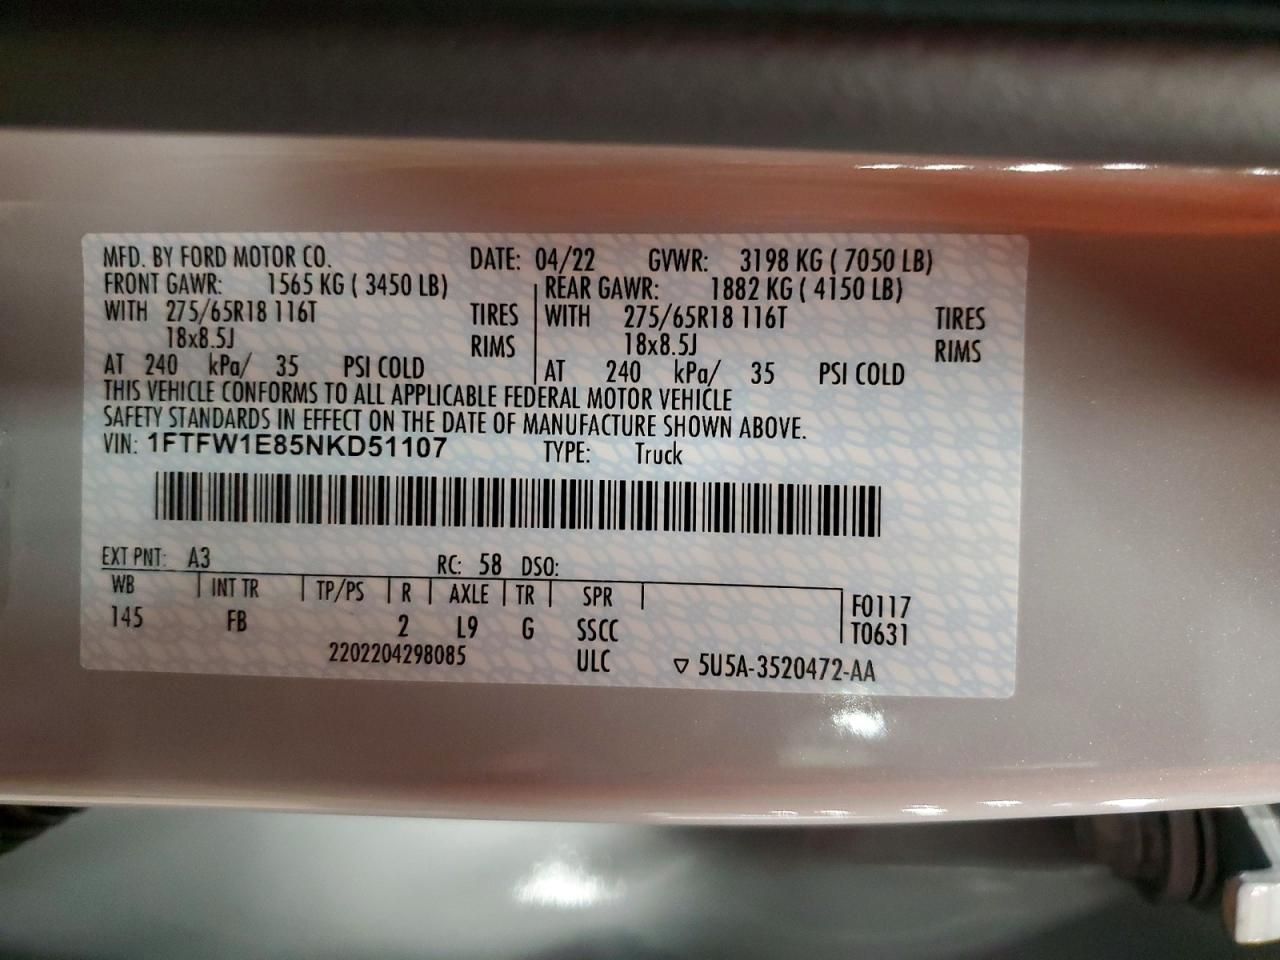 MFD. BY FORD MOTOR CO. DATE: 04/22 GVWR: 3198 KG ( 7050 LB)
FRONT GAWR: 1565 KG ( 3450 LB) REAR GAWR: 1882 KG ( 4150 LB)
WITH 275/65R18 116T TIRES WITH 275/65R18 116T TIRES
18x8.5J RIMS 18x8.5J RIMS
AT 240 kPa/ 35 PSI COLD AT 240 kPa/ 35 PSI COLD
THIS VEHICLE CONFORMS TO ALL APPLICABLE FEDERAL MOTOR VEHICLE
SAFETY STANDARDS IN EFFECT ON THE DATE OF MANUFACTURE SHOWN ABOVE.
VIN: 1FTFW1E85NKD51107 TYPE: Truck
EXT PNT: A3 RC: 58 DSO:
WB INT TR TP/PS R AXLE TR SPR F0117
145 FB 2 L9 G SSCC T0631
2202204298085 ULC ▽ 5U5A-3520472-AA